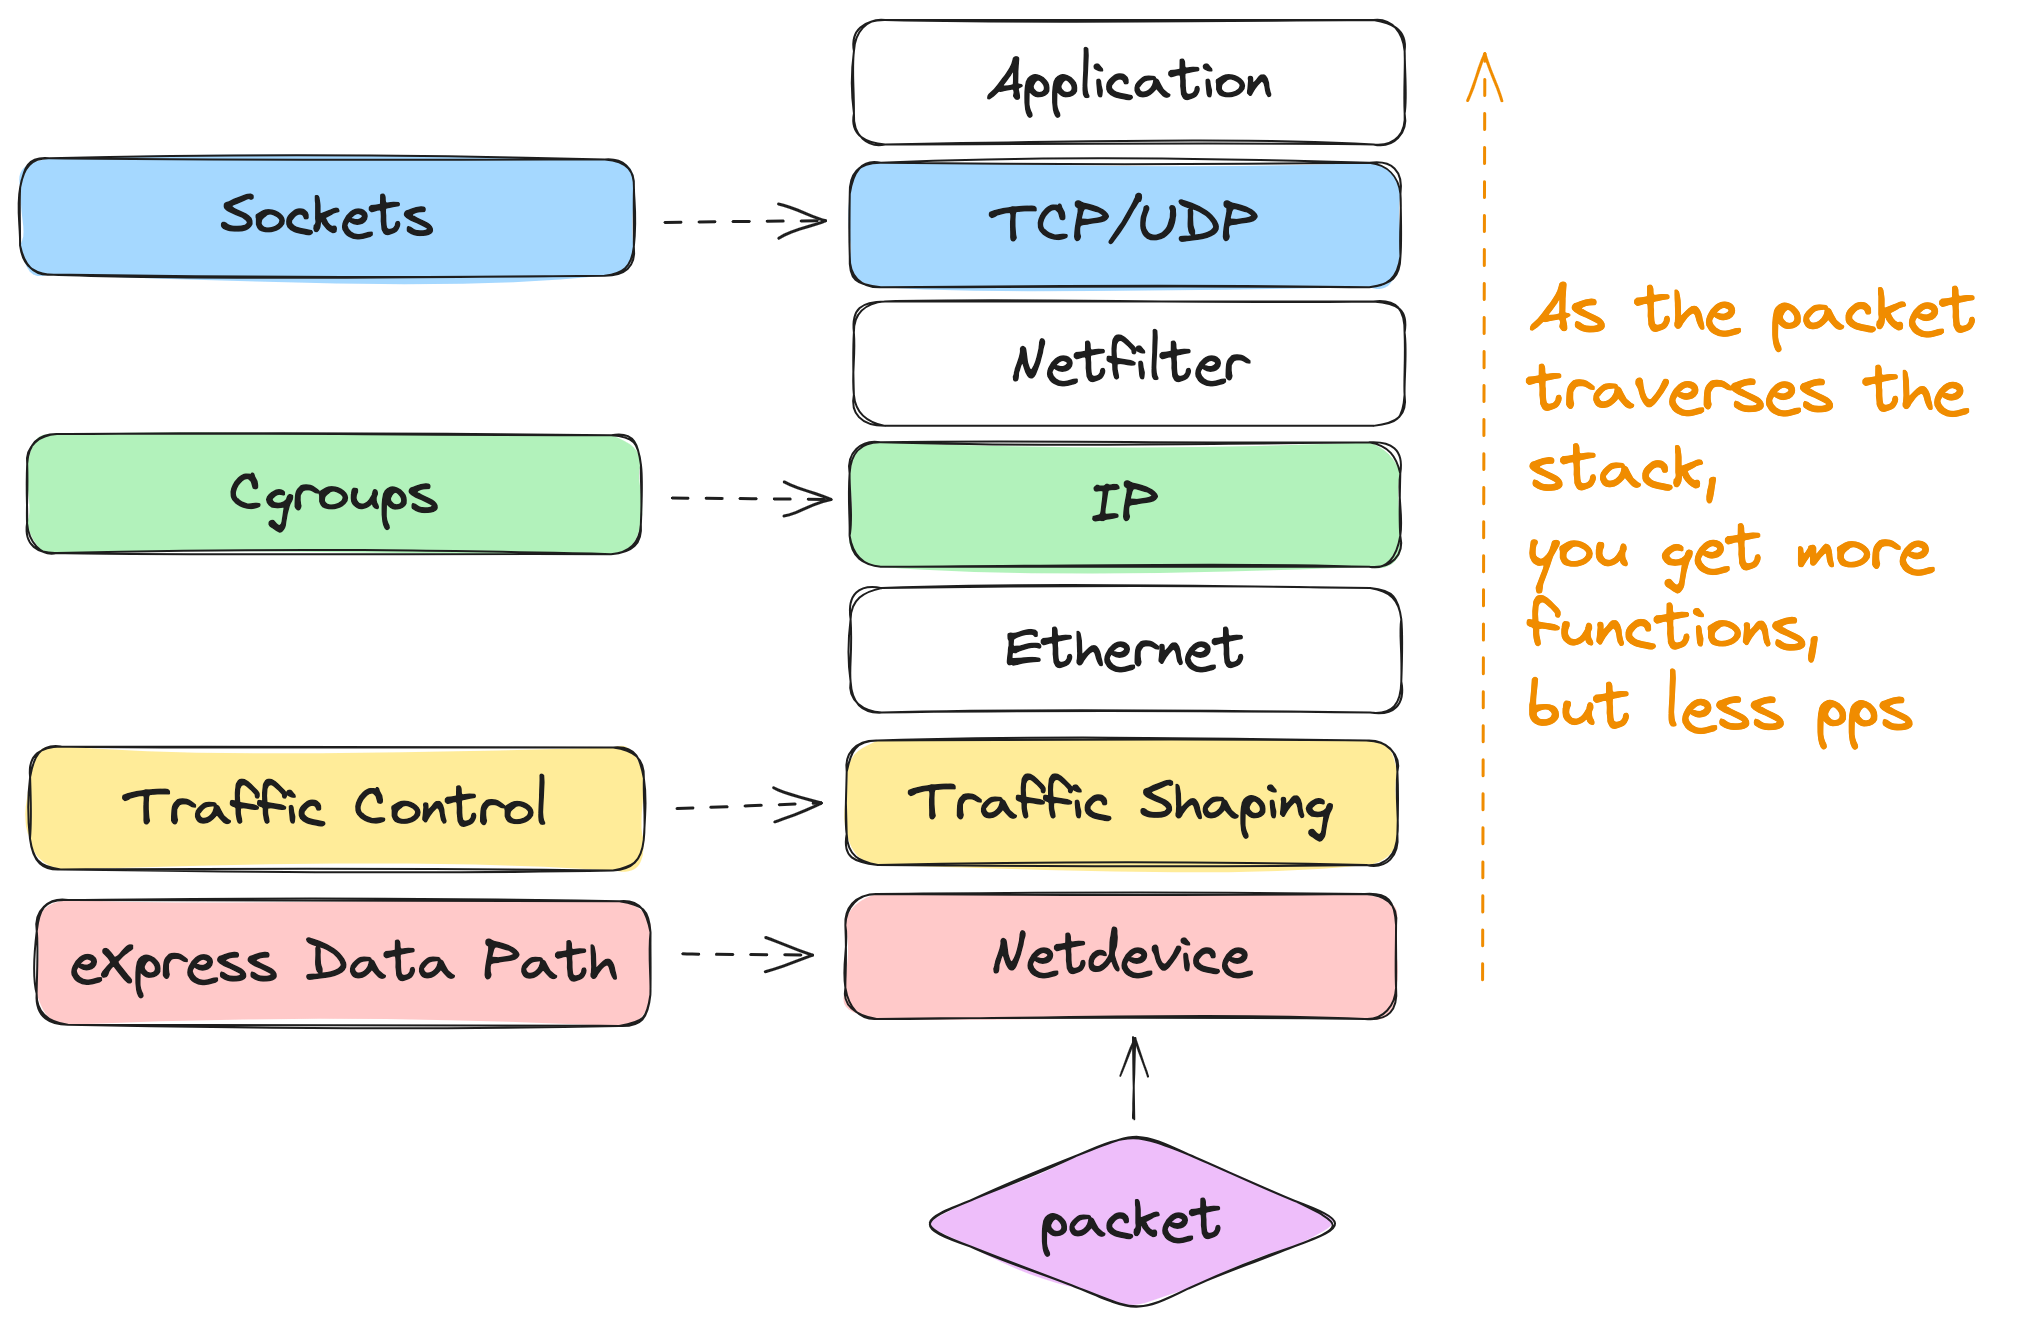 Application
Sockets
TCP/UDP
Netfilter
Cgroups
IP
Ethernet
Traffic Control
Traffic Shaping
eXpress Data Path
Netdevice
packet
As the packet
traverses the
stack,
you get more
functions,
but less pps